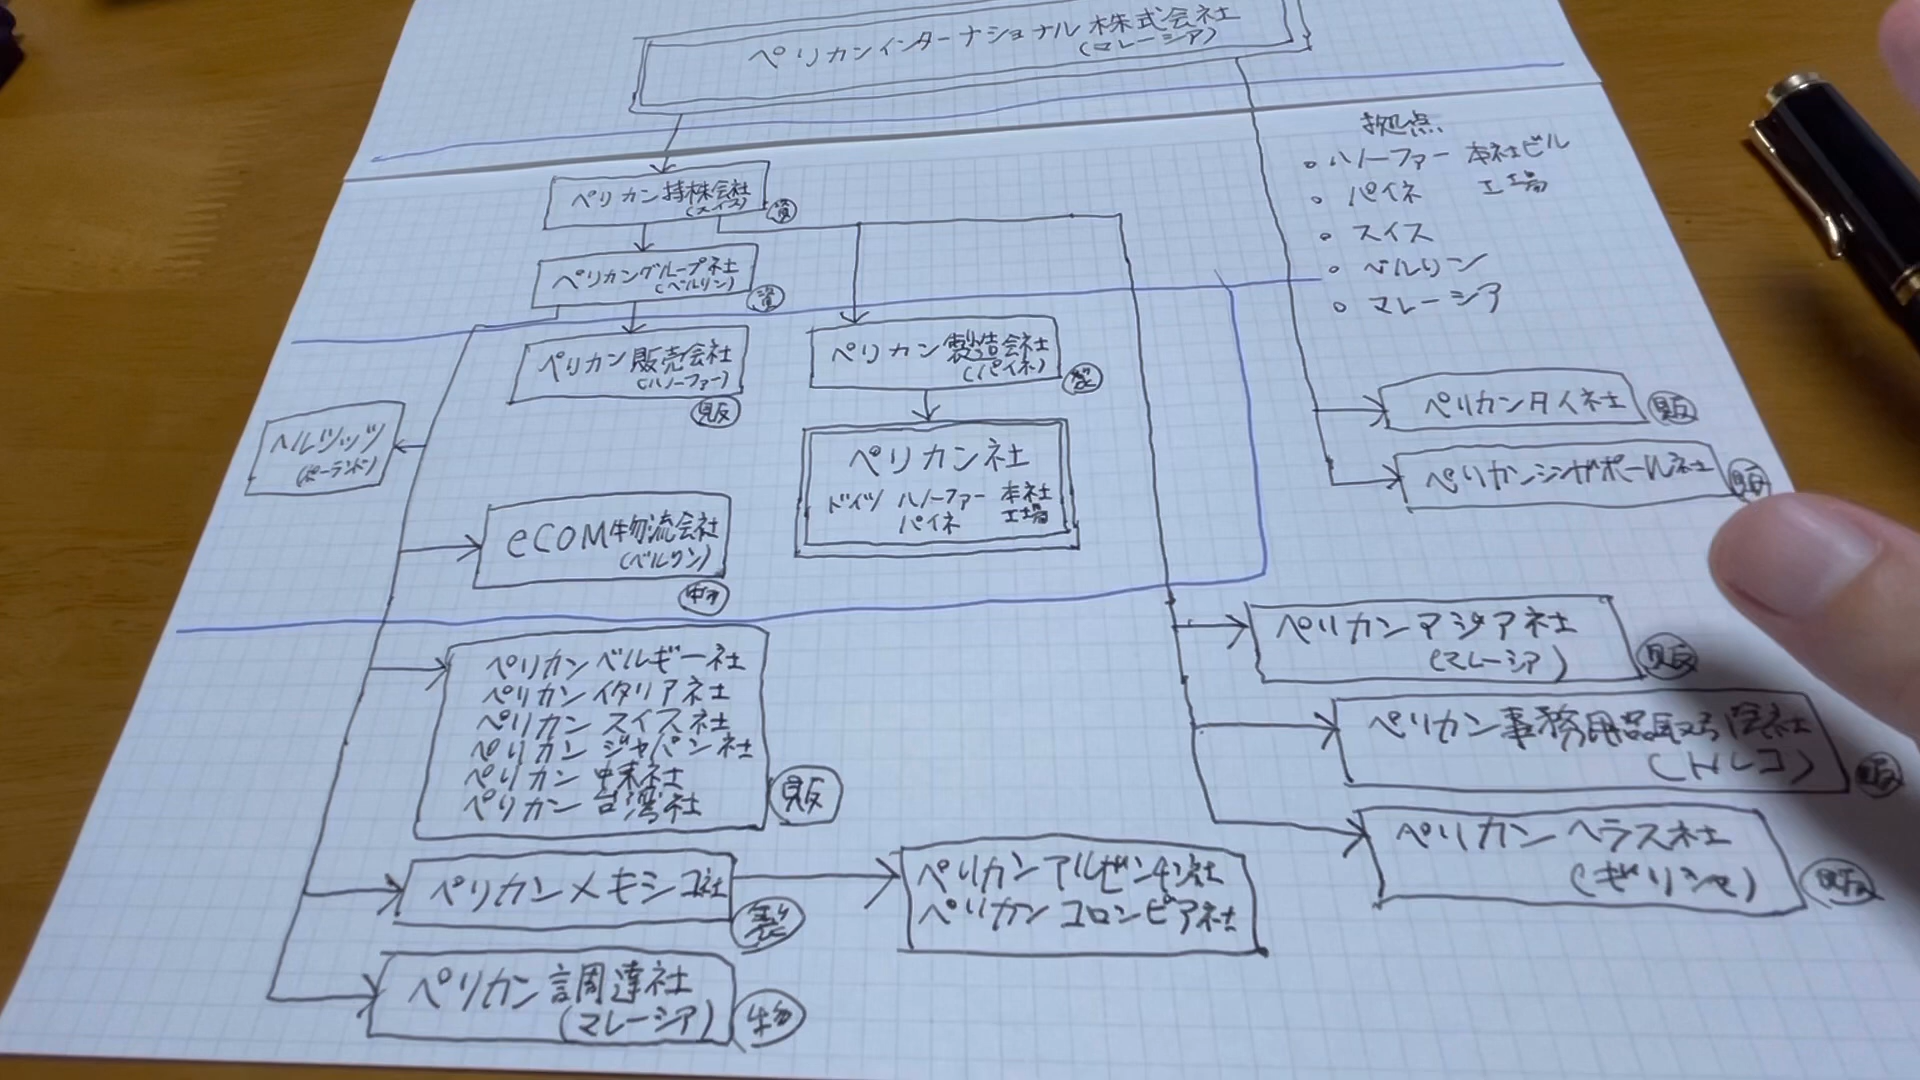 ペリカンインターナショナル株式会社
(マレーシア)
拠点
ハノーファー 本社ビル
パイネ 工場
スイス
ベルリン
マレーシア
ペリカン持株会社
(スイス)
資
ペリカングループ社
(ベルリン)
資
ペリカン販売会社
(ハノーファー)
販
ペリカン製造会社
(パイネ)
製
ヘルリッツ
(ポーランド)
ペリカン社
ドイツ ハノーファー 本社
パイネ 工場
ペリカンタイ社
販
ペリカンシンガポール社
販
eCOM物流会社
(ベルリン)
物
ペリカンアジア社
(マレーシア)
販
ペリカンベルギー社
ペリカンイタリア社
ペリカンスイス社
ペリカンジャパン社
ペリカン中東社
ペリカン台湾社
販
ペリカン事務用品取引会社
(トルコ)
販
ペリカンヘラス社
(ギリシャ)
販
ペリカンメキシコ社
製
ペリカンアルゼンチン社
ペリカンコロンビア社
ペリカン調達社
(マレーシア)
物